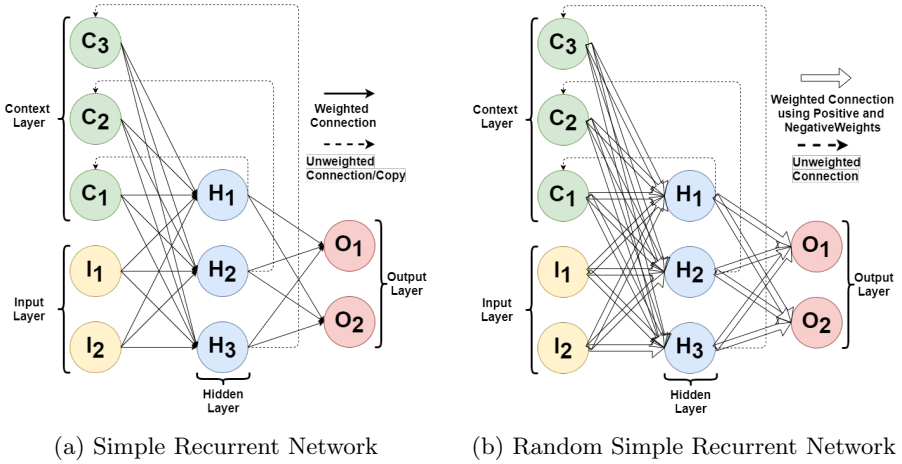 C3
C2
C1
I1
I2
Context
Layer
Input
Layer
H1
H2
H3
Hidden
Layer
O1
O2
Output
Layer
Weighted
Connection
Unweighted
Connection/Copy
(a) Simple Recurrent Network
C3
C2
C1
I1
I2
Context
Layer
Input
Layer
H1
H2
H3
Hidden
Layer
O1
O2
Output
Layer
Weighted Connection
using Positive and
NegativeWeights
Unweighted
Connection
(b) Random Simple Recurrent Network